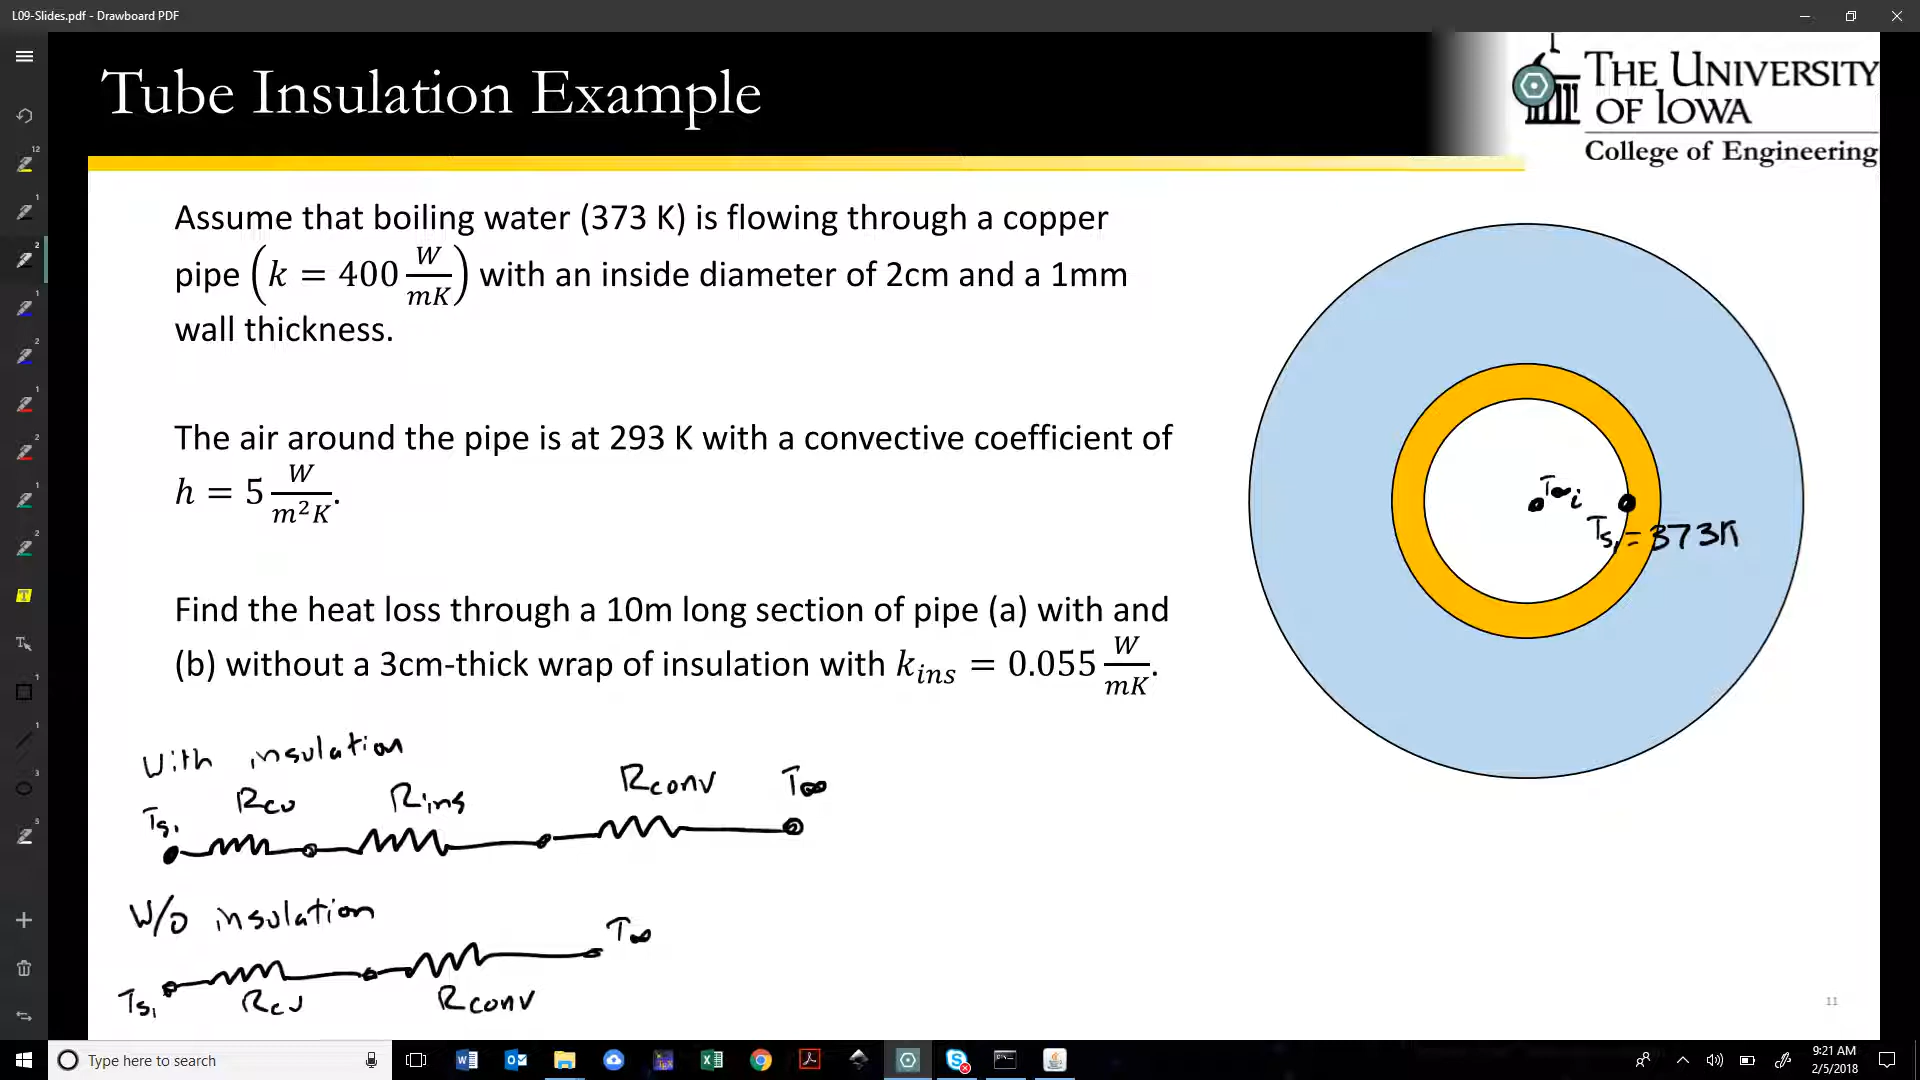 L09-Slides.pdf - Drawboard PDF
Tube Insulation Example
THE UNIVERSITY
OF IOWA
College of Engineering
Assume that boiling water (373 K) is flowing through a copper
pipe (k = 400 W/mK) with an inside diameter of 2cm and a 1mm
wall thickness.
The air around the pipe is at 293 K with a convective coefficient of
h = 5 W/m²K.
Find the heat loss through a 10m long section of pipe (a) with and
(b) without a 3cm-thick wrap of insulation with k_ins = 0.055 W/mK.
T∞i
Ts₁ = 373K
With insulation
Ts₁ Rcu Rins Rconv T∞
W/o insulation
T∞
Ts₁ Rcu Rconv
11
Type here to search
9:21 AM
2/5/2018